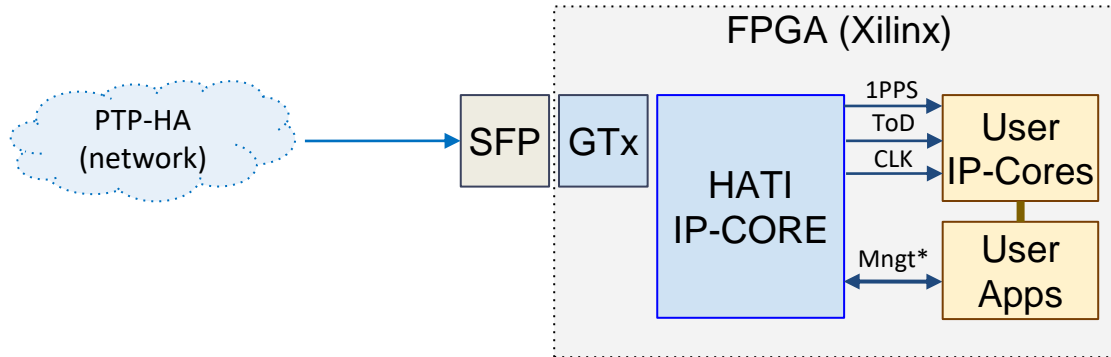 FPGA (Xilinx)
PTP-HA
(network)
SFP
GTx
HATI
IP-CORE
1PPS
ToD
CLK
Mngt*
User
IP-Cores
User
Apps